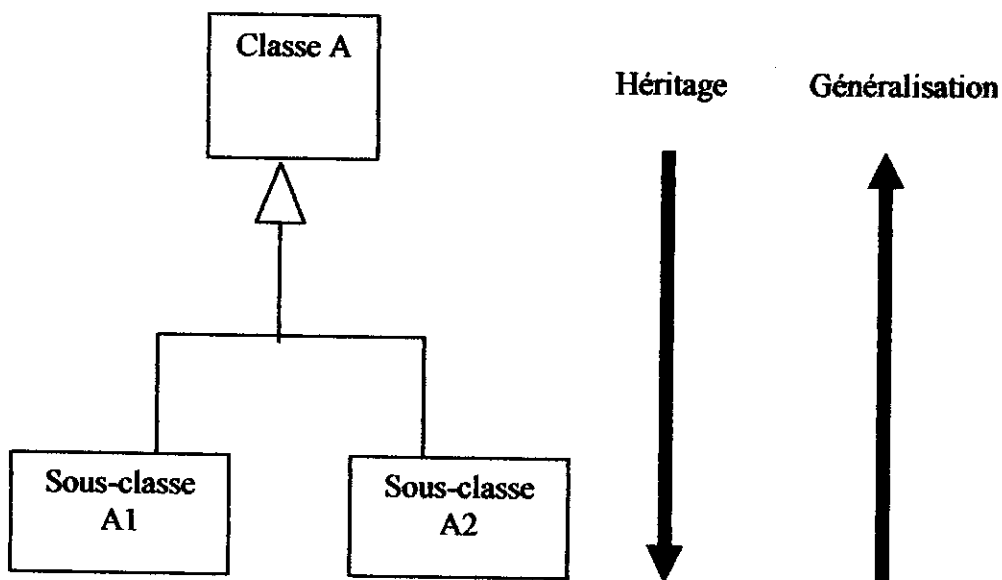 Classe A
Héritage
Généralisation
Sous-classe
A1
Sous-classe
A2